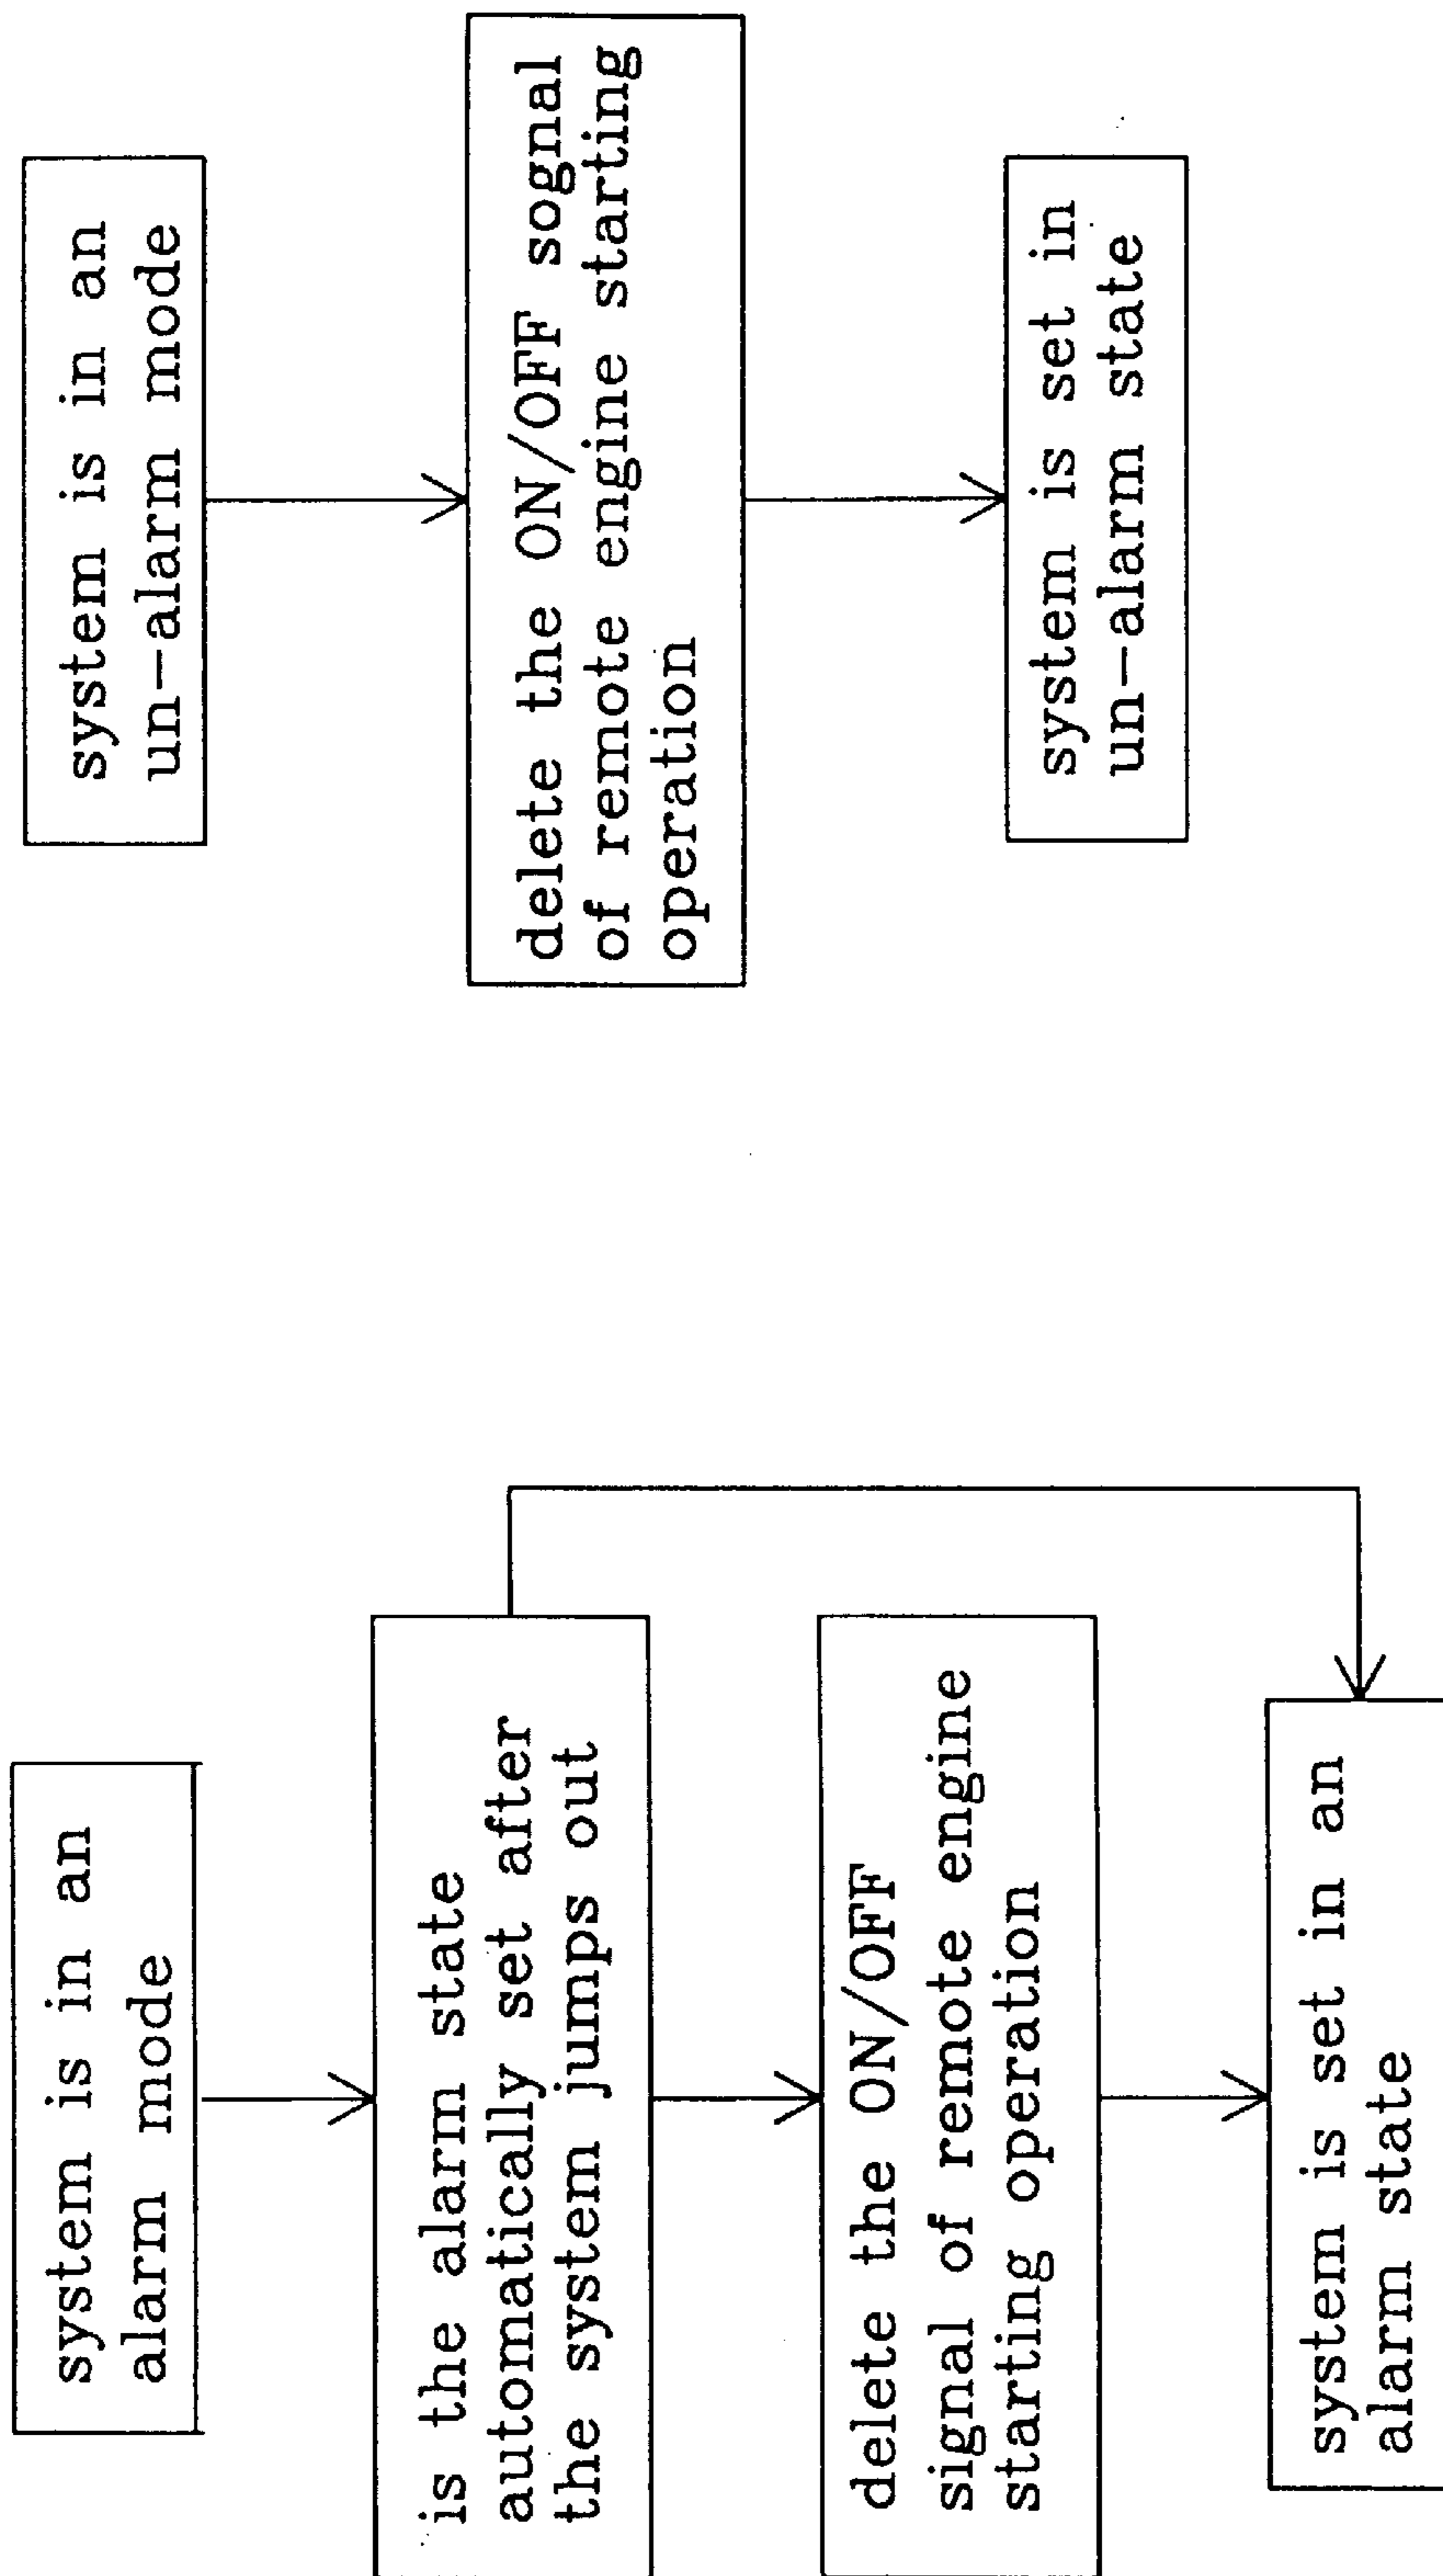 system is in an
alarm mode
is the alarm state
automatically set after
the system jumps out
delete the ON/OFF
signal of remote engine
starting operation
system is set in an
alarm state
system is in an
un-alarm mode
delete the ON/OFF sognal
of remote engine starting
operation
system is set in
un-alarm state